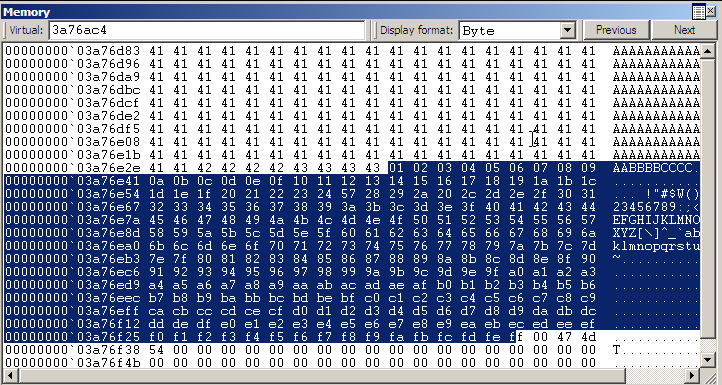 Memory
Virtual: 3a76ac4 Display format: Byte Previous Next
00000000`03a76d83 41 41 41 41 41 41 41 41 41 41 41 41 41 41 41 41 41 41 41 AAAAAAAAAAA
00000000`03a76d96 41 41 41 41 41 41 41 41 41 41 41 41 41 41 41 41 41 41 41 AAAAAAAAAAA
00000000`03a76da9 41 41 41 41 41 41 41 41 41 41 41 41 41 41 41 41 41 41 41 AAAAAAAAAAA
00000000`03a76dbc 41 41 41 41 41 41 41 41 41 41 41 41 41 41 41 41 41 41 41 AAAAAAAAAAA
00000000`03a76dcf 41 41 41 41 41 41 41 41 41 41 41 41 41 41 41 41 41 41 41 AAAAAAAAAAA
00000000`03a76de2 41 41 41 41 41 41 41 41 41 41 41 41 41 41 41 41 41 41 41 AAAAAAAAAAA
00000000`03a76df5 41 41 41 41 41 41 41 41 41 41 41 41 41 41 41 41 41 41 41 AAAAAAAAAAA
00000000`03a76e08 41 41 41 41 41 41 41 41 41 41 41 41 41 41 41 41 41 41 41 AAAAAAAAAAA
00000000`03a76e1b 41 41 41 41 41 41 41 41 41 41 41 41 41 41 41 41 41 41 41 AAAAAAAAAAA
00000000`03a76e2e 41 41 42 42 42 42 43 43 43 43 01 02 03 04 05 06 07 08 09 AABBBBCCCC.
00000000`03a76e41 0a 0b 0c 0d 0e 0f 10 11 12 13 14 15 16 17 18 19 1a 1b 1c ...........
00000000`03a76e54 1d 1e 1f 20 21 22 23 24 57 28 29 2a 20 2c 2d 2e 2f 30 31 ... !"#$W()
00000000`03a76e67 32 33 34 35 36 37 38 39 3a 3b 3c 3d 3e 3f 40 41 42 43 44 23456789:;<
00000000`03a76e7a 45 46 47 48 49 4a 4b 4c 4d 4e 4f 50 51 52 53 54 55 56 57 EFGHIJKLMNO
00000000`03a76e8d 58 59 5a 5b 5c 5d 5e 5f 60 61 62 63 64 65 66 67 68 69 6a XYZ[\]^_`ab
00000000`03a76ea0 6b 6c 6d 6e 6f 70 71 72 73 74 75 76 77 78 79 7a 7b 7c 7d klmnopqrstu
00000000`03a76eb3 7e 7f 80 81 82 83 84 85 86 87 88 89 8a 8b 8c 8d 8e 8f 90 ~..........
00000000`03a76ec6 91 92 93 94 95 96 97 98 99 9a 9b 9c 9d 9e 9f a0 a1 a2 a3 ...........
00000000`03a76ed9 a4 a5 a6 a7 a8 a9 aa ab ac ad ae af b0 b1 b2 b3 b4 b5 b6 ...........
00000000`03a76eec b7 b8 b9 ba bb bc bd be bf c0 c1 c2 c3 c4 c5 c6 c7 c8 c9 ...........
00000000`03a76eff ca cb cc cd ce cf d0 d1 d2 d3 d4 d5 d6 d7 d8 d9 da db dc ...........
00000000`03a76f12 dd de df e0 e1 e2 e3 e4 e5 e6 e7 e8 e9 ea eb ec ed ee ef ...........
00000000`03a76f25 f0 f1 f2 f3 f4 f5 f6 f7 f8 f9 fa fb fc fd fe ff 00 47 4d ...........
00000000`03a76f38 54 00 00 00 00 00 00 00 00 00 00 00 00 00 00 00 00 00 00 T..........
00000000`03a76f4b 00 00 00 00 00 00 00 00 00 00 00 00 00 00 00 00 00 00 00 ...........